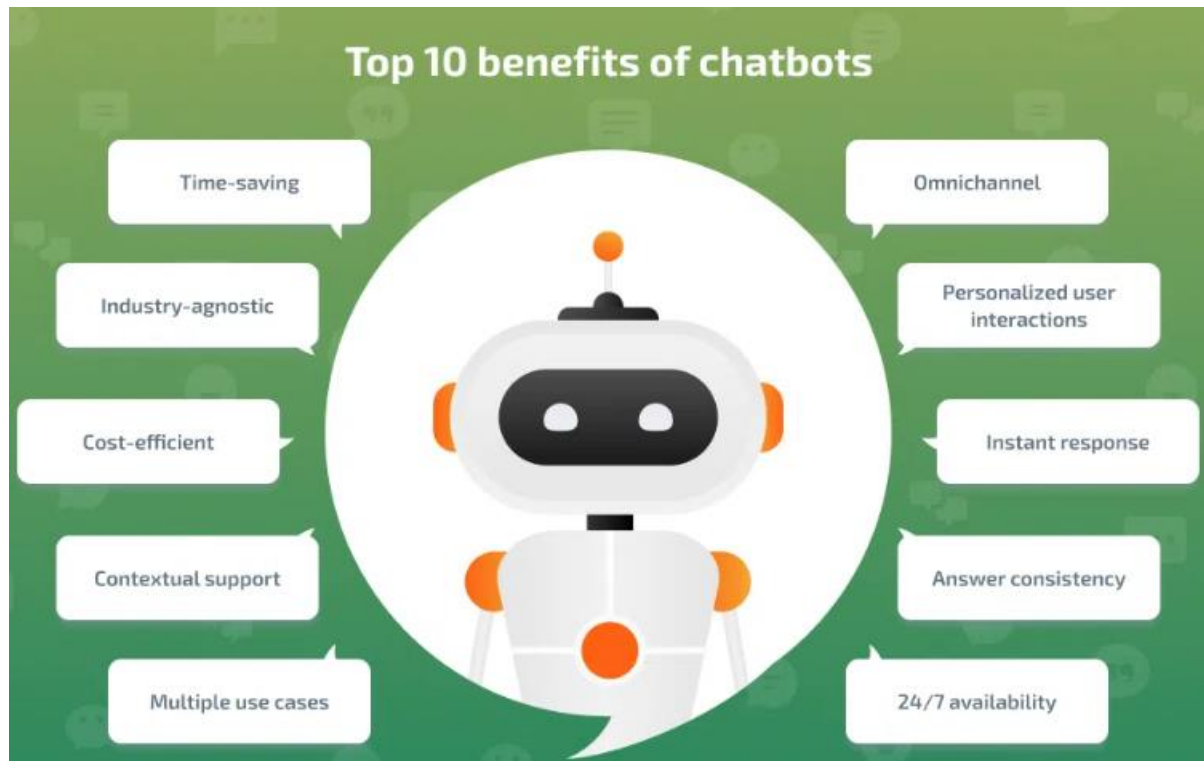 Top 10 benefits of chatbots
Time-saving
Industry-agnostic
Cost-efficient
Contextual support
Multiple use cases
Omnichannel
Personalized user
interactions
Instant response
Answer consistency
24/7 availability